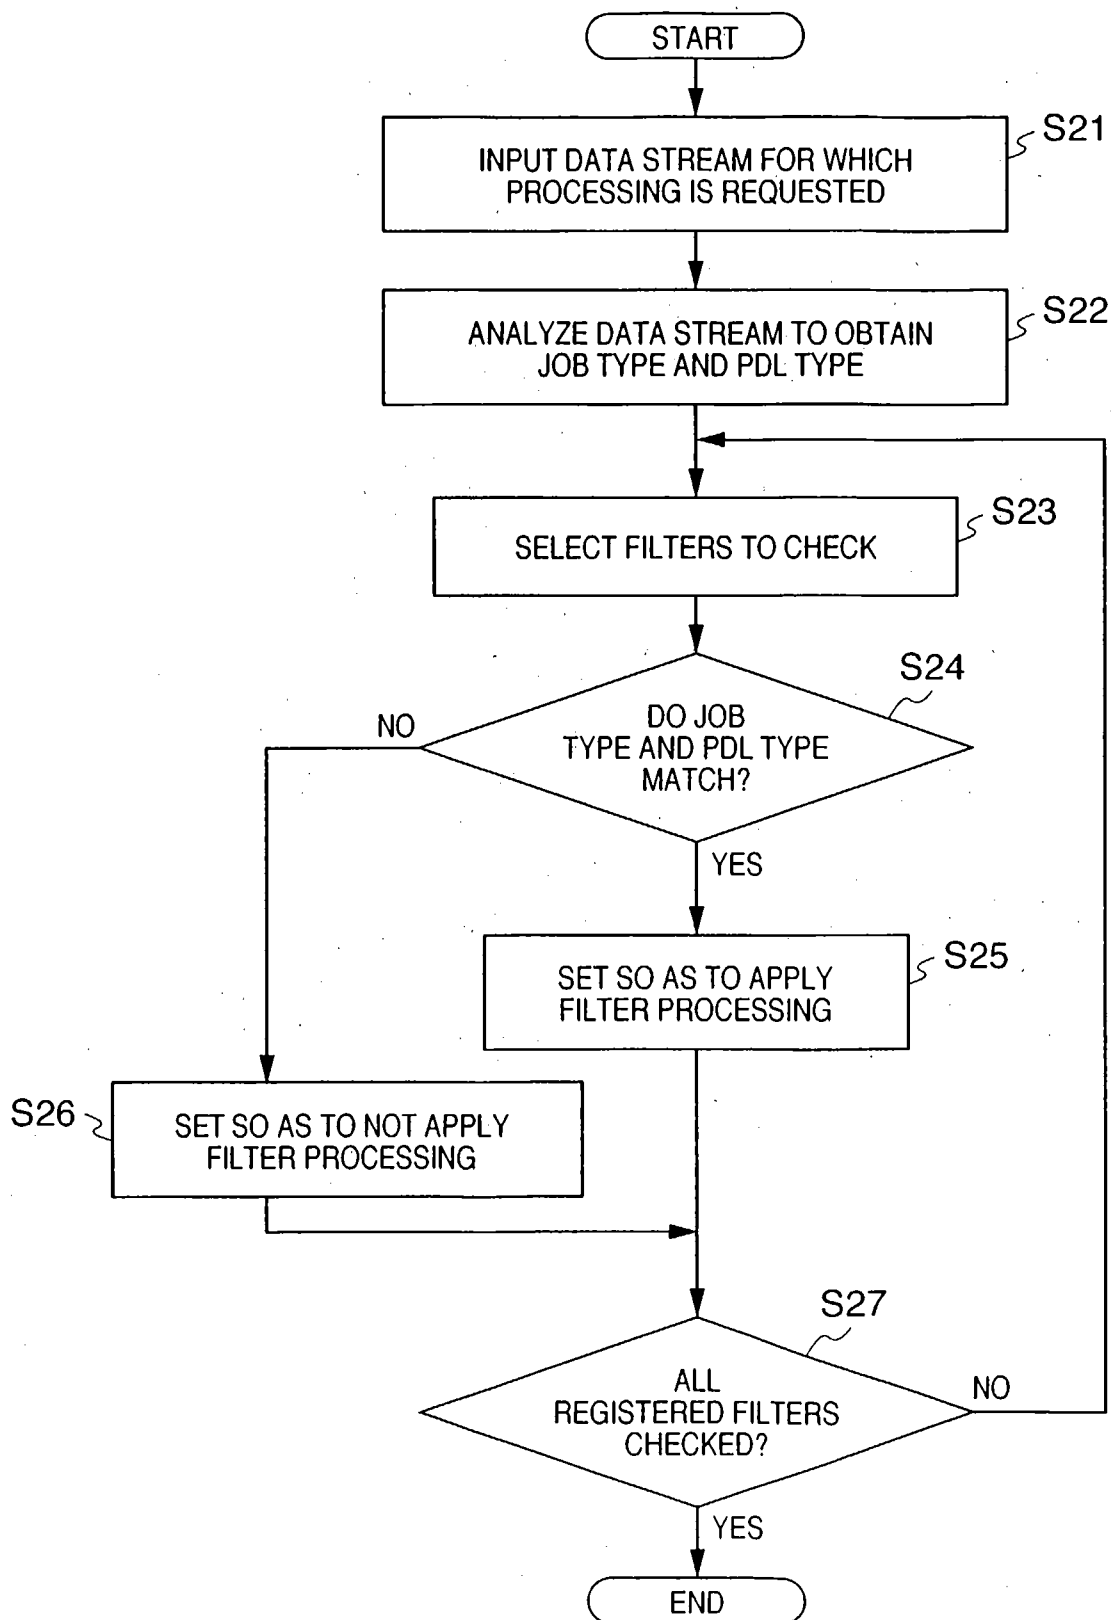 START
S21
INPUT DATA STREAM FOR WHICH
PROCESSING IS REQUESTED
S22
ANALYZE DATA STREAM TO OBTAIN
JOB TYPE AND PDL TYPE
S23
SELECT FILTERS TO CHECK
S24
NO
DO JOB
TYPE AND PDL TYPE
MATCH?
YES
S25
SET SO AS TO APPLY
FILTER PROCESSING
S26
SET SO AS TO NOT APPLY
FILTER PROCESSING
S27
ALL
REGISTERED FILTERS
CHECKED?
NO
YES
END